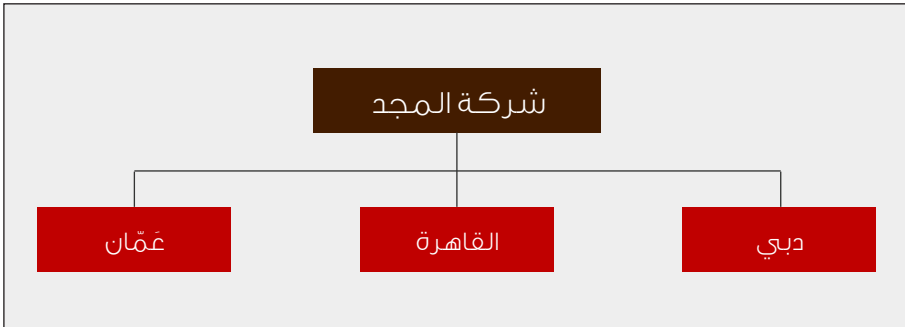 شركة المجد
دبي
القاهرة
عَمّان